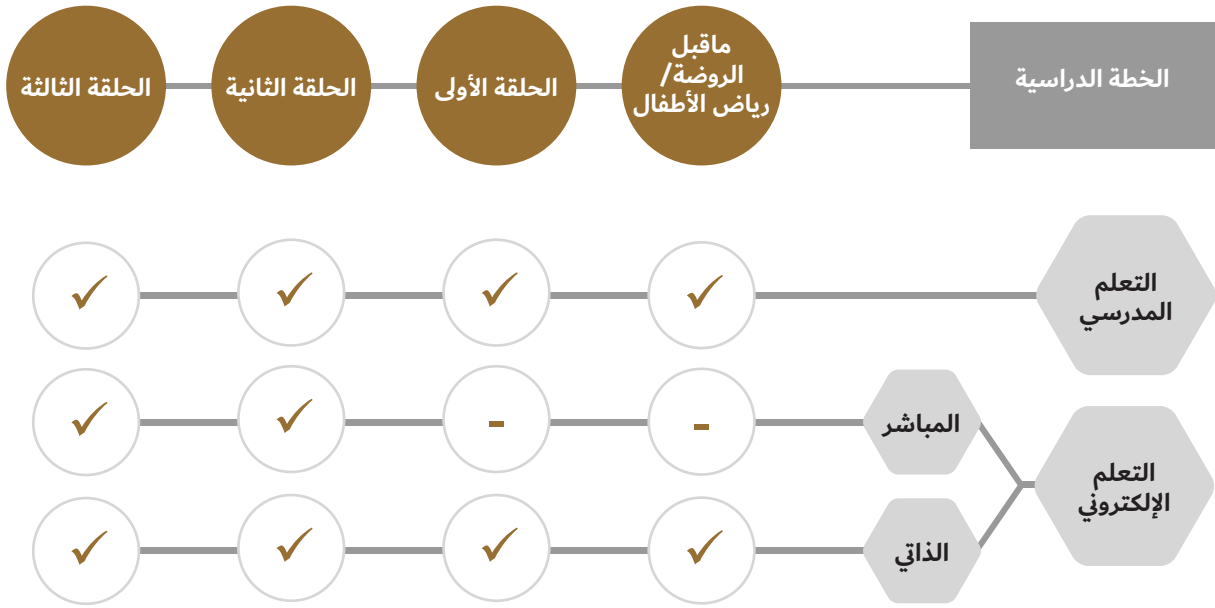 الخطة الدراسية
ماقبل
الروضة/
رياض الأطفال
الحلقة الأولى
الحلقة الثانية
الحلقة الثالثة
التعلم
المدرسي
✓ ✓ ✓ ✓
التعلم
الإلكتروني
المباشر
- - ✓ ✓
الذاتي
✓ ✓ ✓ ✓